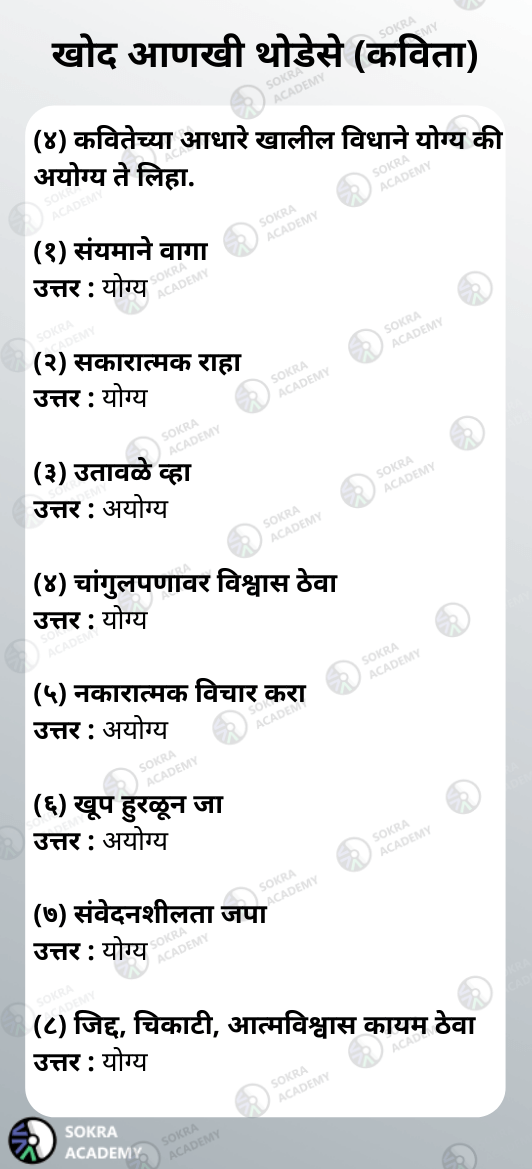 खोद आणखी थोडेसे (कविता)
(४) कवितेच्या आधारे खालील विधाने योग्य की
अयोग्य ते लिहा.
(१) संयमाने वागा
उत्तर : योग्य
(२) सकारात्मक राहा
उत्तर : योग्य
(३) उतावळे व्हा
उत्तर : अयोग्य
(४) चांगुलपणावर विश्वास ठेवा
उत्तर : योग्य
(५) नकारात्मक विचार करा
उत्तर : अयोग्य
(६) खूप हुरळून जा
उत्तर : अयोग्य
(७) संवेदनशीलता जपा
उत्तर : योग्य
(८) जिद्द, चिकाटी, आत्मविश्वास कायम ठेवा
उत्तर : योग्य
SOKRA
ACADEMY